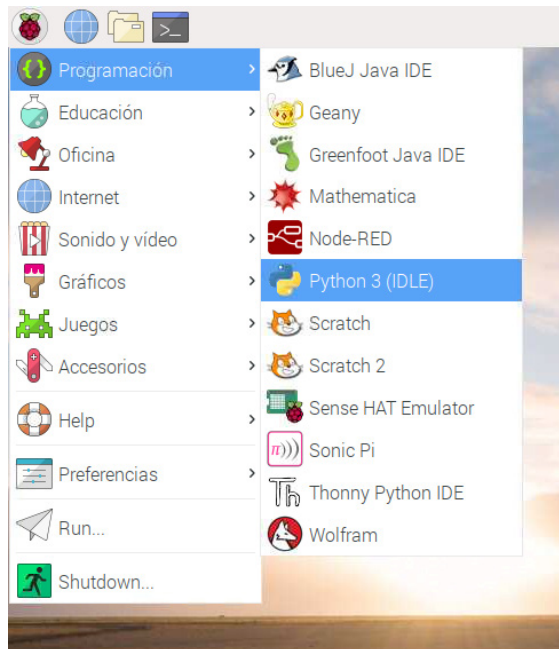 Programación
Educación
Oficina
Internet
Sonido y vídeo
Gráficos
Juegos
Accesorios
Help
Preferencias
Run...
Shutdown...
BlueJ Java IDE
Geany
Greenfoot Java IDE
Mathematica
Node-RED
Python 3 (IDLE)
Scratch
Scratch 2
Sense HAT Emulator
Sonic Pi
Thonny Python IDE
Wolfram